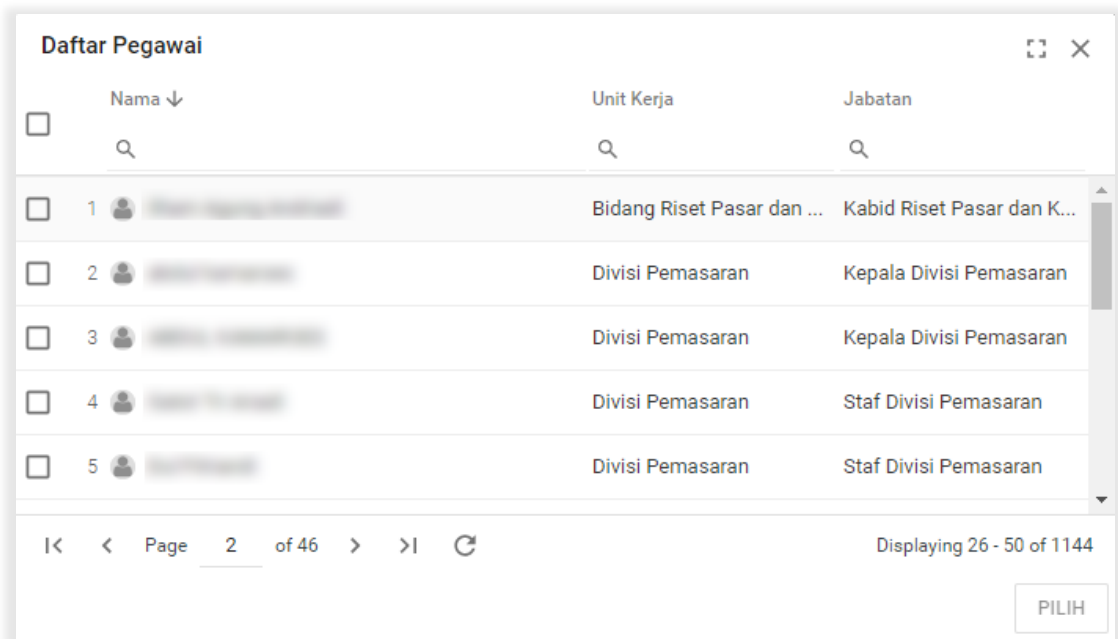 Daftar Pegawai
Nama Unit Kerja Jabatan
1 Bidang Riset Pasar dan ... Kabid Riset Pasar dan K...
2 Divisi Pemasaran Kepala Divisi Pemasaran
3 Divisi Pemasaran Kepala Divisi Pemasaran
4 Divisi Pemasaran Staf Divisi Pemasaran
5 Divisi Pemasaran Staf Divisi Pemasaran
Page 2 of 46 Displaying 26 - 50 of 1144
PILIH